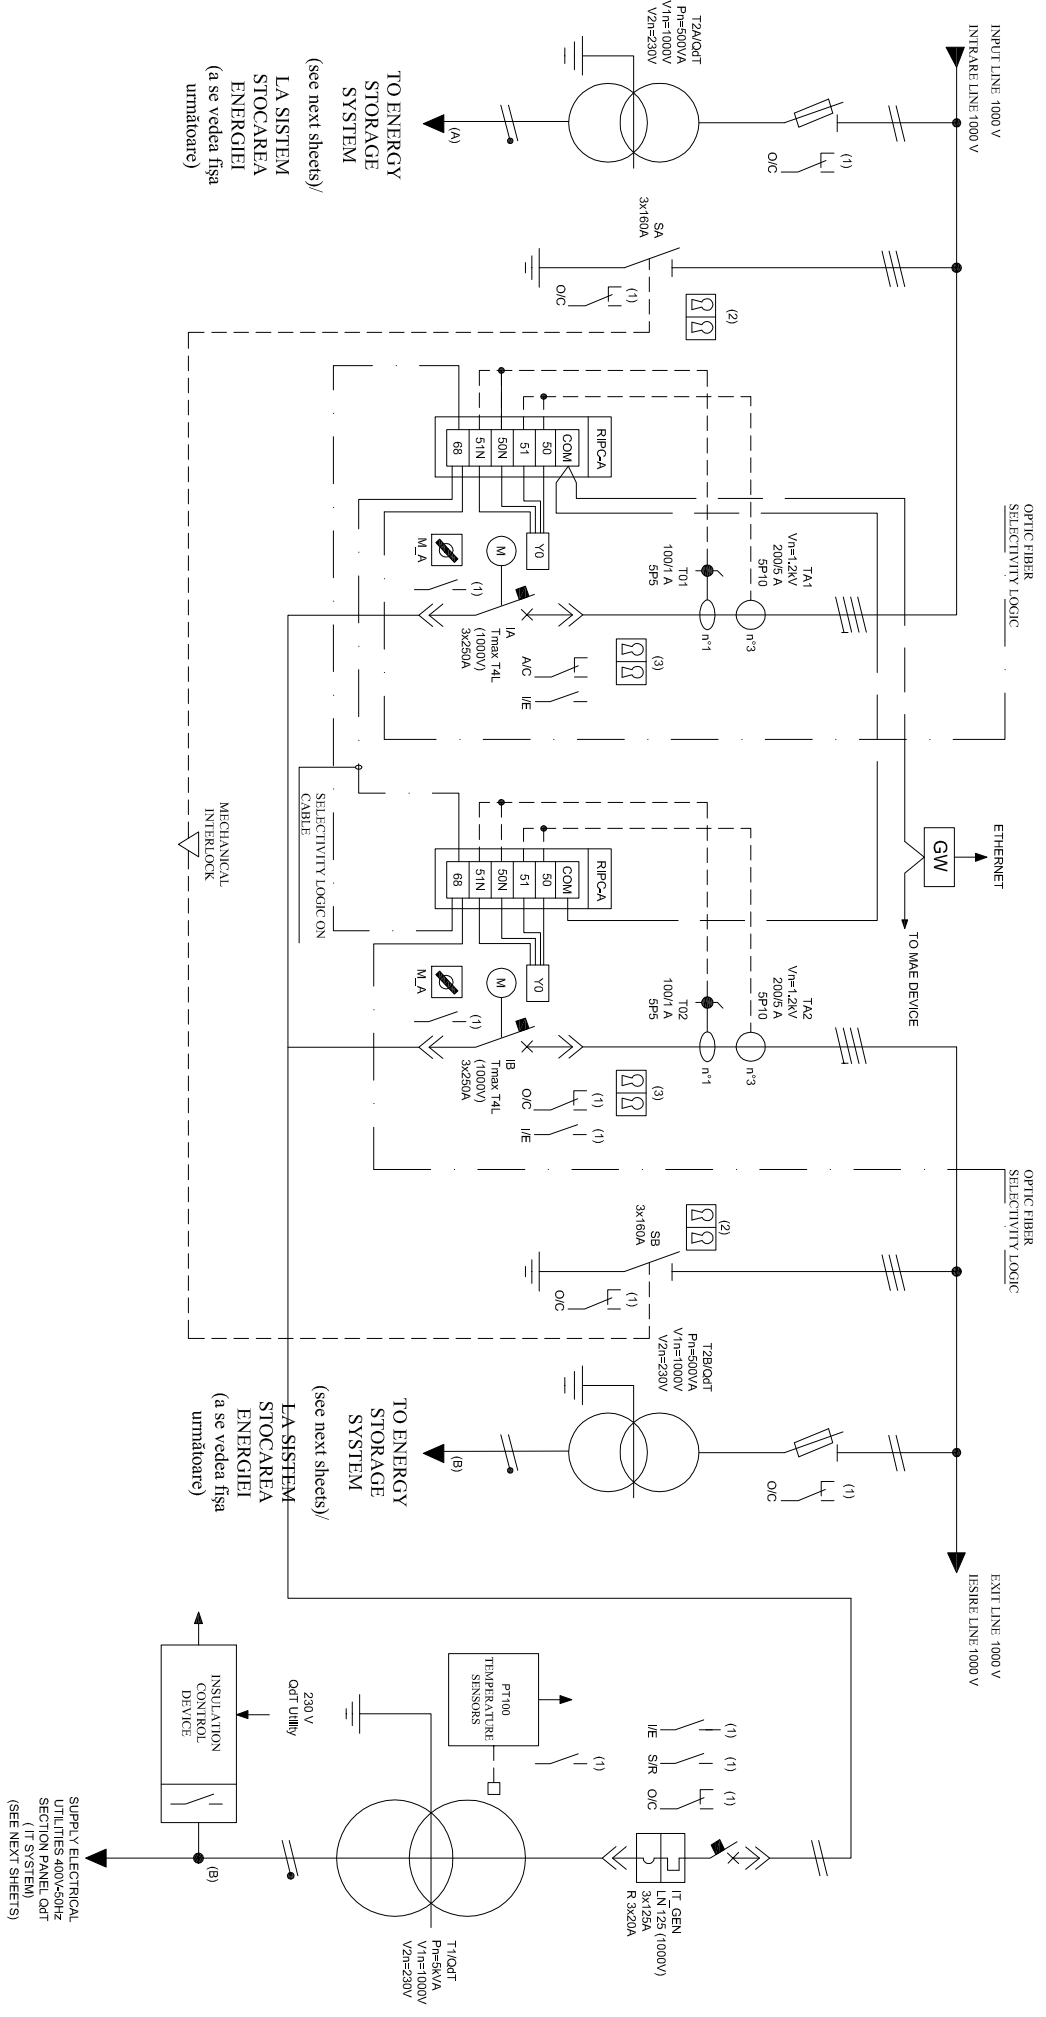 INPUT LINE 1000 V
INTRARE LINE 1000 V
T2A/QdT
Pn=500VA
V1n=1000V
V2n=230V
(1)
O/C
(A)
TO ENERGY
STORAGE
SYSTEM
(see next sheets)/
LA SISTEM
STOCAREA
ENERGIEI
(a se vedea fişa
următoare)
SA
3x160A
(1)
O/C
(2)
RIPC-A
COM
50
51
50N
51N
68
Y0
M
M_A
(1)
TA1
Vn=1.2kV
200/5 A
5P10
n°3
T01
100/1 A
5P5
n°1
IA
Tmax T4L
(1000V)
3x250A
(3)
A/C
I/E
OPTIC FIBER
SELECTIVITY LOGIC
GW
ETHERNET
TO MAE DEVICE
SELECTIVITY LOGIC ON
CABLE
MECHANICAL
INTERLOCK
RIPC-A
COM
50
51
50N
51N
68
Y0
M
M_A
(1)
TA2
Vn=1.2kV
200/5 A
5P10
n°3
T02
100/1 A
5P5
n°1
IB
Tmax T4L
(1000V)
3x250A
(3)
(1)
O/C
(1)
I/E
OPTIC FIBER
SELECTIVITY LOGIC
(2)
SB
3x160A
(1)
O/C
T2B/QdT
Pn=500VA
V1n=1000V
V2n=230V
(1)
O/C
(B)
TO ENERGY
STORAGE
SYSTEM
(see next sheets)/
LA SISTEM
STOCAREA
ENERGIEI
(a se vedea fişa
următoare)
EXIT LINE 1000 V
IESIRE LINE 1000 V
(1)
I/E
(1)
S/R
(1)
O/C
IT_GEN
LN 125 (1000V)
3x125A
R 3x20A
PT100
TEMPERATURE
SENSORS
(1)
T1/QdT
Pn=5kVA
V1n=1000V
V2n=230V
230 V
QdT Utility
INSULATION
CONTROL
DEVICE
(B)
SUPPLY ELECTRICAL
UTILITIES 400V-50Hz
SECTION PANEL QdT
( IT SYSTEM)
(SEE NEXT SHEETS)